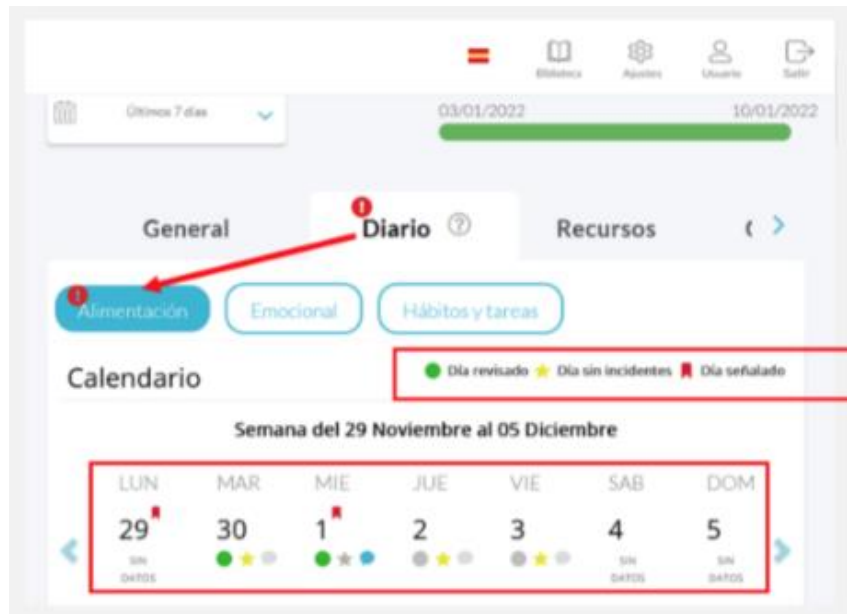 Biblioteca Ajustes Usuario Salir
Últimos 7 días
03/01/2022 10/01/2022
General Diario ? Recursos
Alimentación Emocional Hábitos y tareas
Calendario
Día revisado Día sin incidentes Día señalado
Semana del 29 Noviembre al 05 Diciembre
LUN MAR MIE JUE VIE SAB DOM
29 30 1 2 3 4 5
SIN SIN SIN
DATOS DATOS DATOS